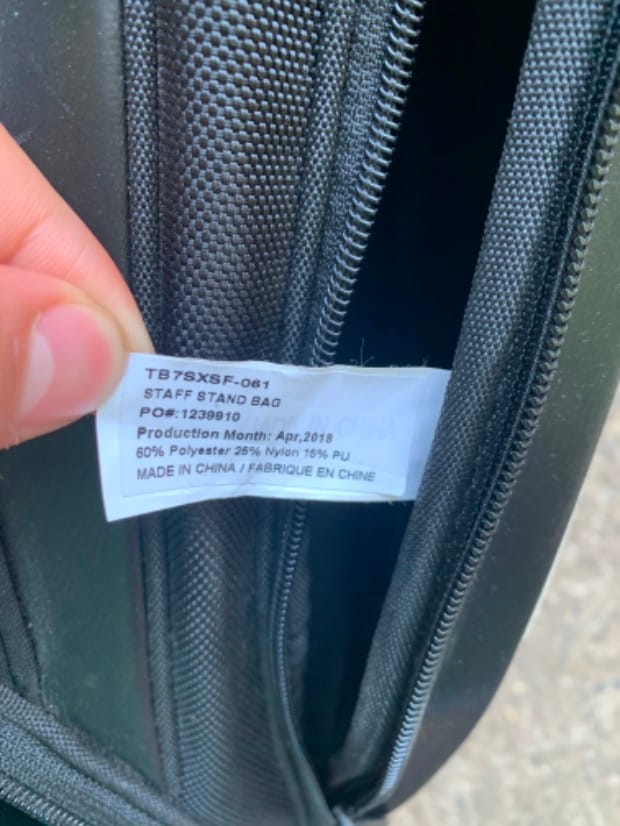 TB7SXSF-061
STAFF STAND BAG
PO#:1239910
Production Month: Apr,2018
60% Polyester 25% Nylon 15% PU
MADE IN CHINA / FABRIQUE EN CHINE